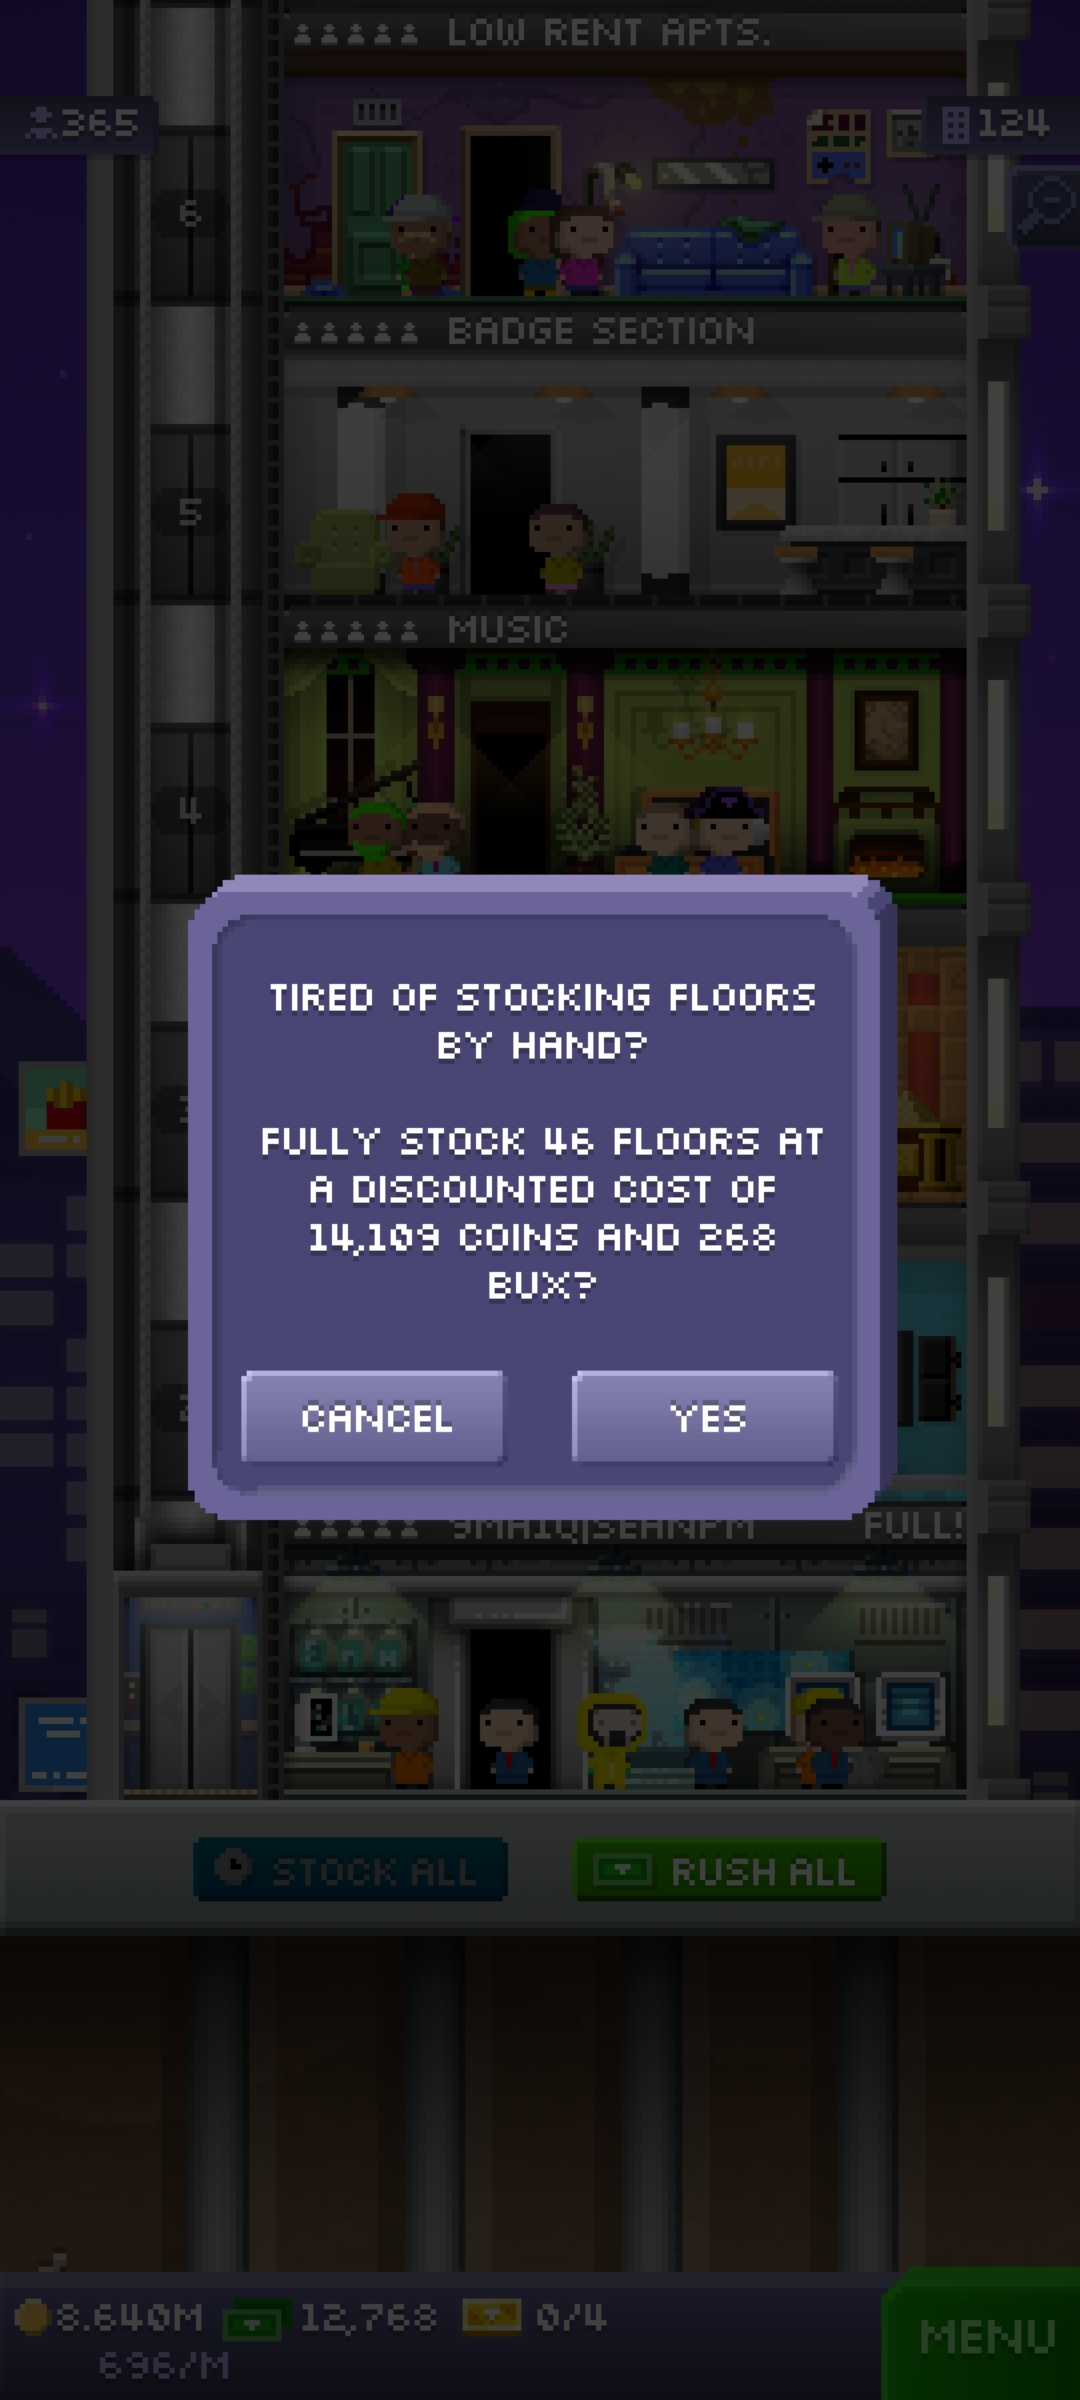 LOW RENT APTS.
365
124
6
BADGE SECTION
5
MUSIC
4
TIRED OF STOCKING FLOORS
BY HAND?
FULLY STOCK 46 FLOORS AT
A DISCOUNTED COST OF
14,109 COINS AND 268
BUX?
CANCEL
YES
FULL!
STOCK ALL
RUSH ALL
8.640M
12,768
0/4
696/M
MENU